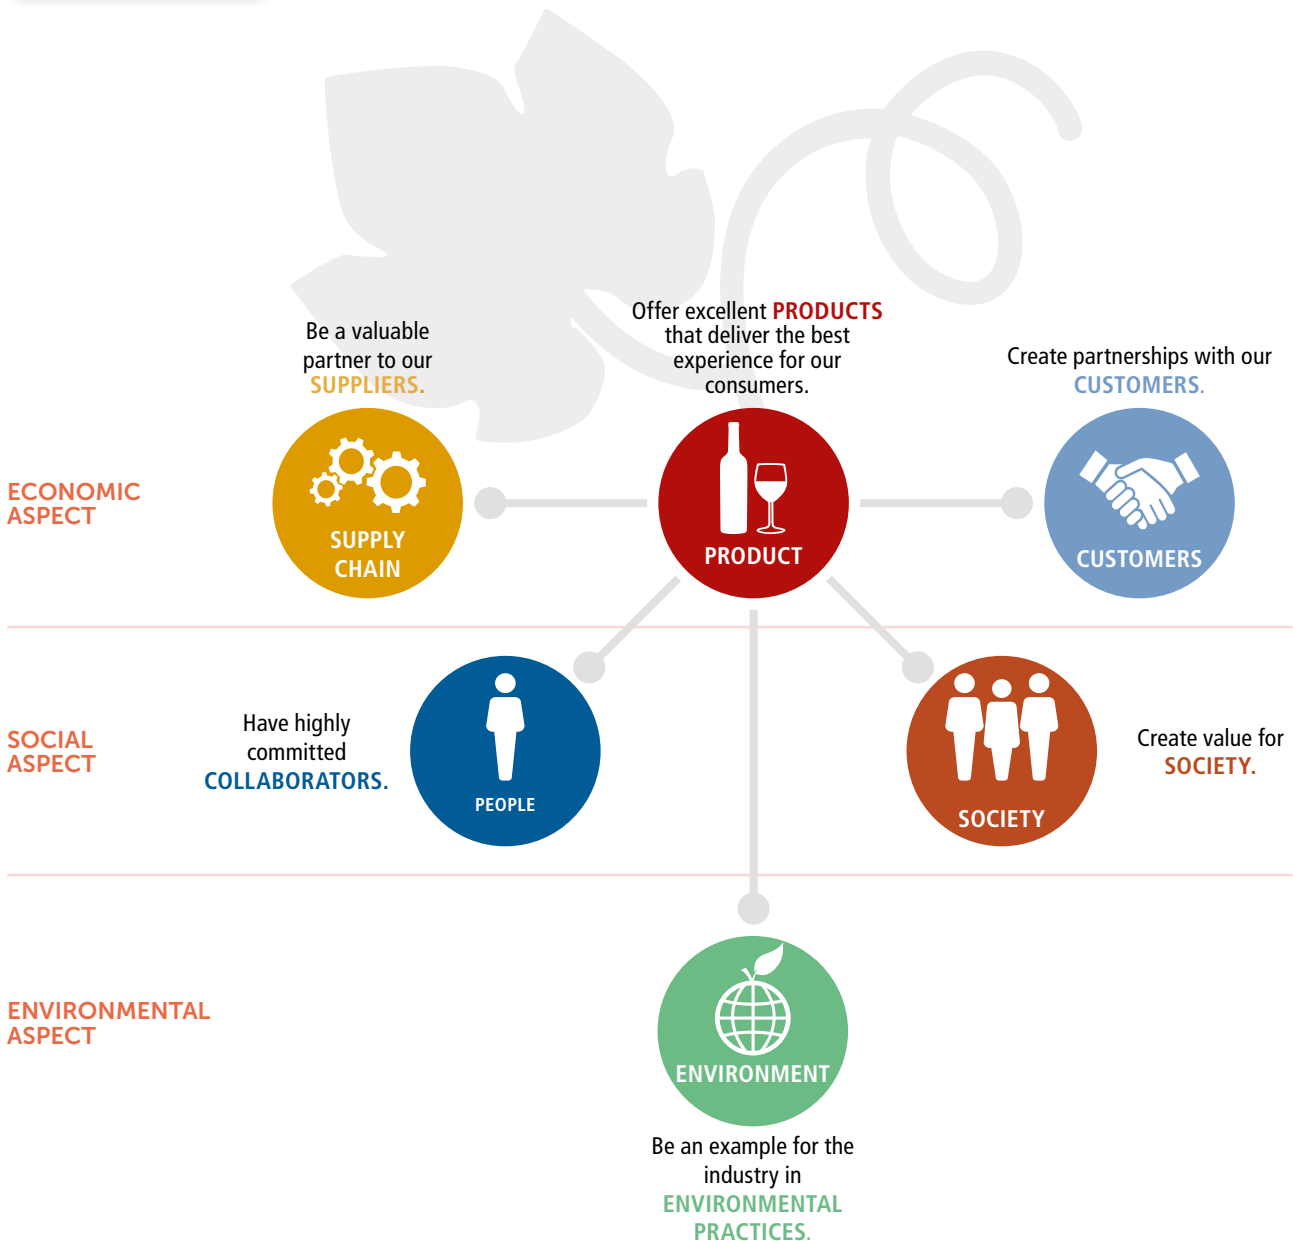 Be a valuable
partner to our
SUPPLIERS.
Offer excellent PRODUCTS
that deliver the best
experience for our
consumers.
Create partnerships with our
CUSTOMERS.
ECONOMIC
ASPECT
SUPPLY
CHAIN
PRODUCT
CUSTOMERS
SOCIAL
ASPECT
Have highly
committed
COLLABORATORS.
PEOPLE
SOCIETY
Create value for
SOCIETY.
ENVIRONMENTAL
ASPECT
ENVIRONMENT
Be an example for the
industry in
ENVIRONMENTAL
PRACTICES.